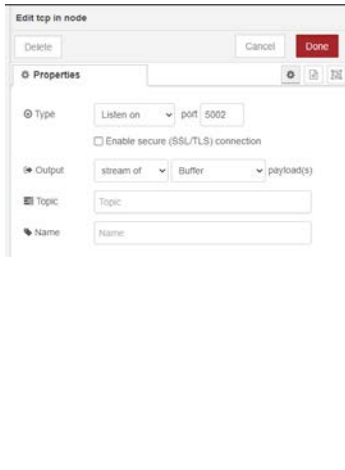 Edit tcp in node
Delete Cancel Done
Properties
Type Listen on port 5002
Enable secure (SSL/TLS) connection
Output stream of Buffer payload(s)
Topic Topic
Name Name